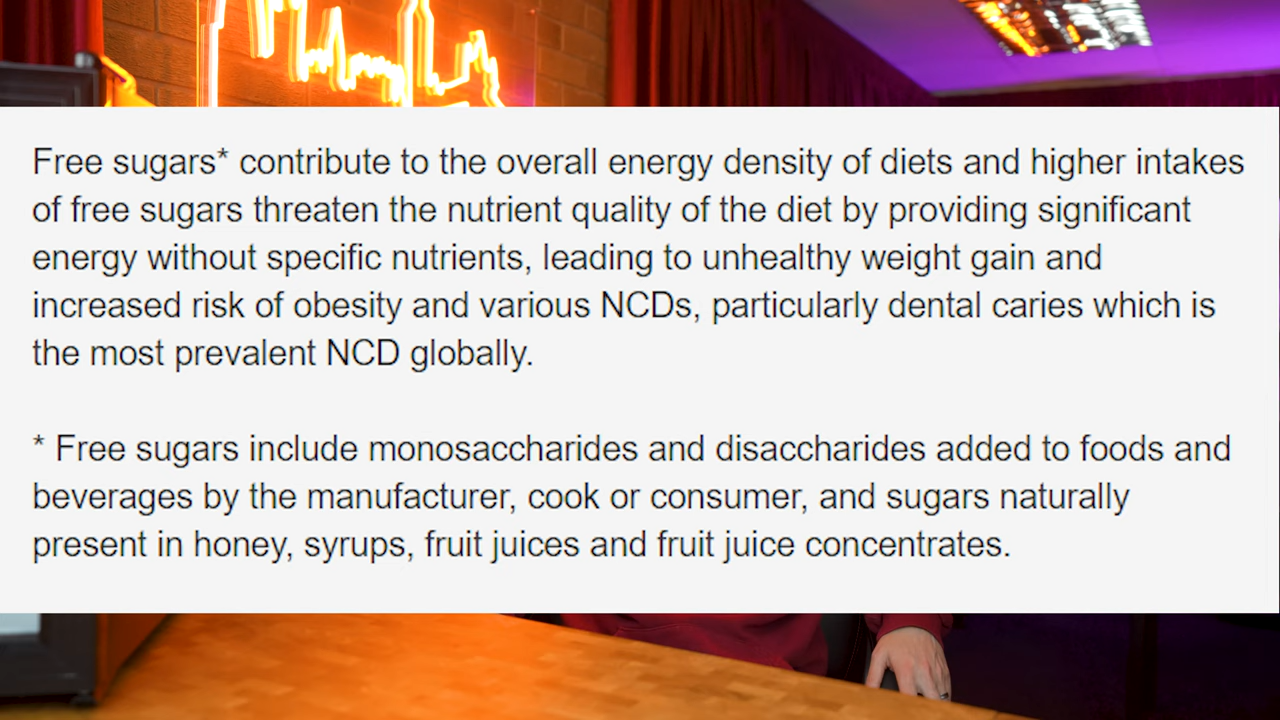 Free sugars* contribute to the overall energy density of diets and higher intakes
of free sugars threaten the nutrient quality of the diet by providing significant
energy without specific nutrients, leading to unhealthy weight gain and
increased risk of obesity and various NCDs, particularly dental caries which is
the most prevalent NCD globally.
* Free sugars include monosaccharides and disaccharides added to foods and
beverages by the manufacturer, cook or consumer, and sugars naturally
present in honey, syrups, fruit juices and fruit juice concentrates.